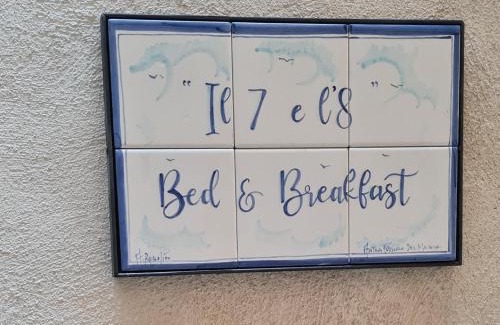 " Il 7 e l'8 "
Bed & Breakfast